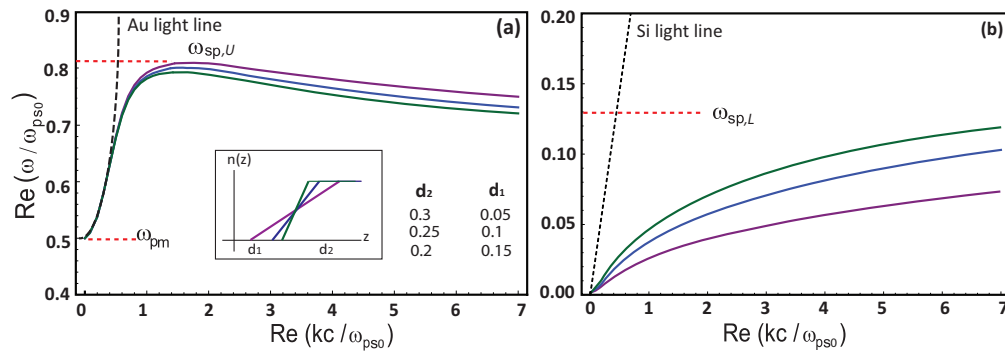 Au light line
(a)
ω_sp,U
ω_pm
0.9
0.8
0.7
0.6
0.5
0.4
Re (ω / ω_ps0)
n(z)
z
d1
d2
d₂ d₁
0.3 0.05
0.25 0.1
0.2 0.15
0 1 2 3 4 5 6 7
Re (kc / ω_ps0)
Si light line
(b)
ω_sp,L
0.20
0.15
0.10
0.05
0.00
0 1 2 3 4 5 6 7
Re (kc / ω_ps0)